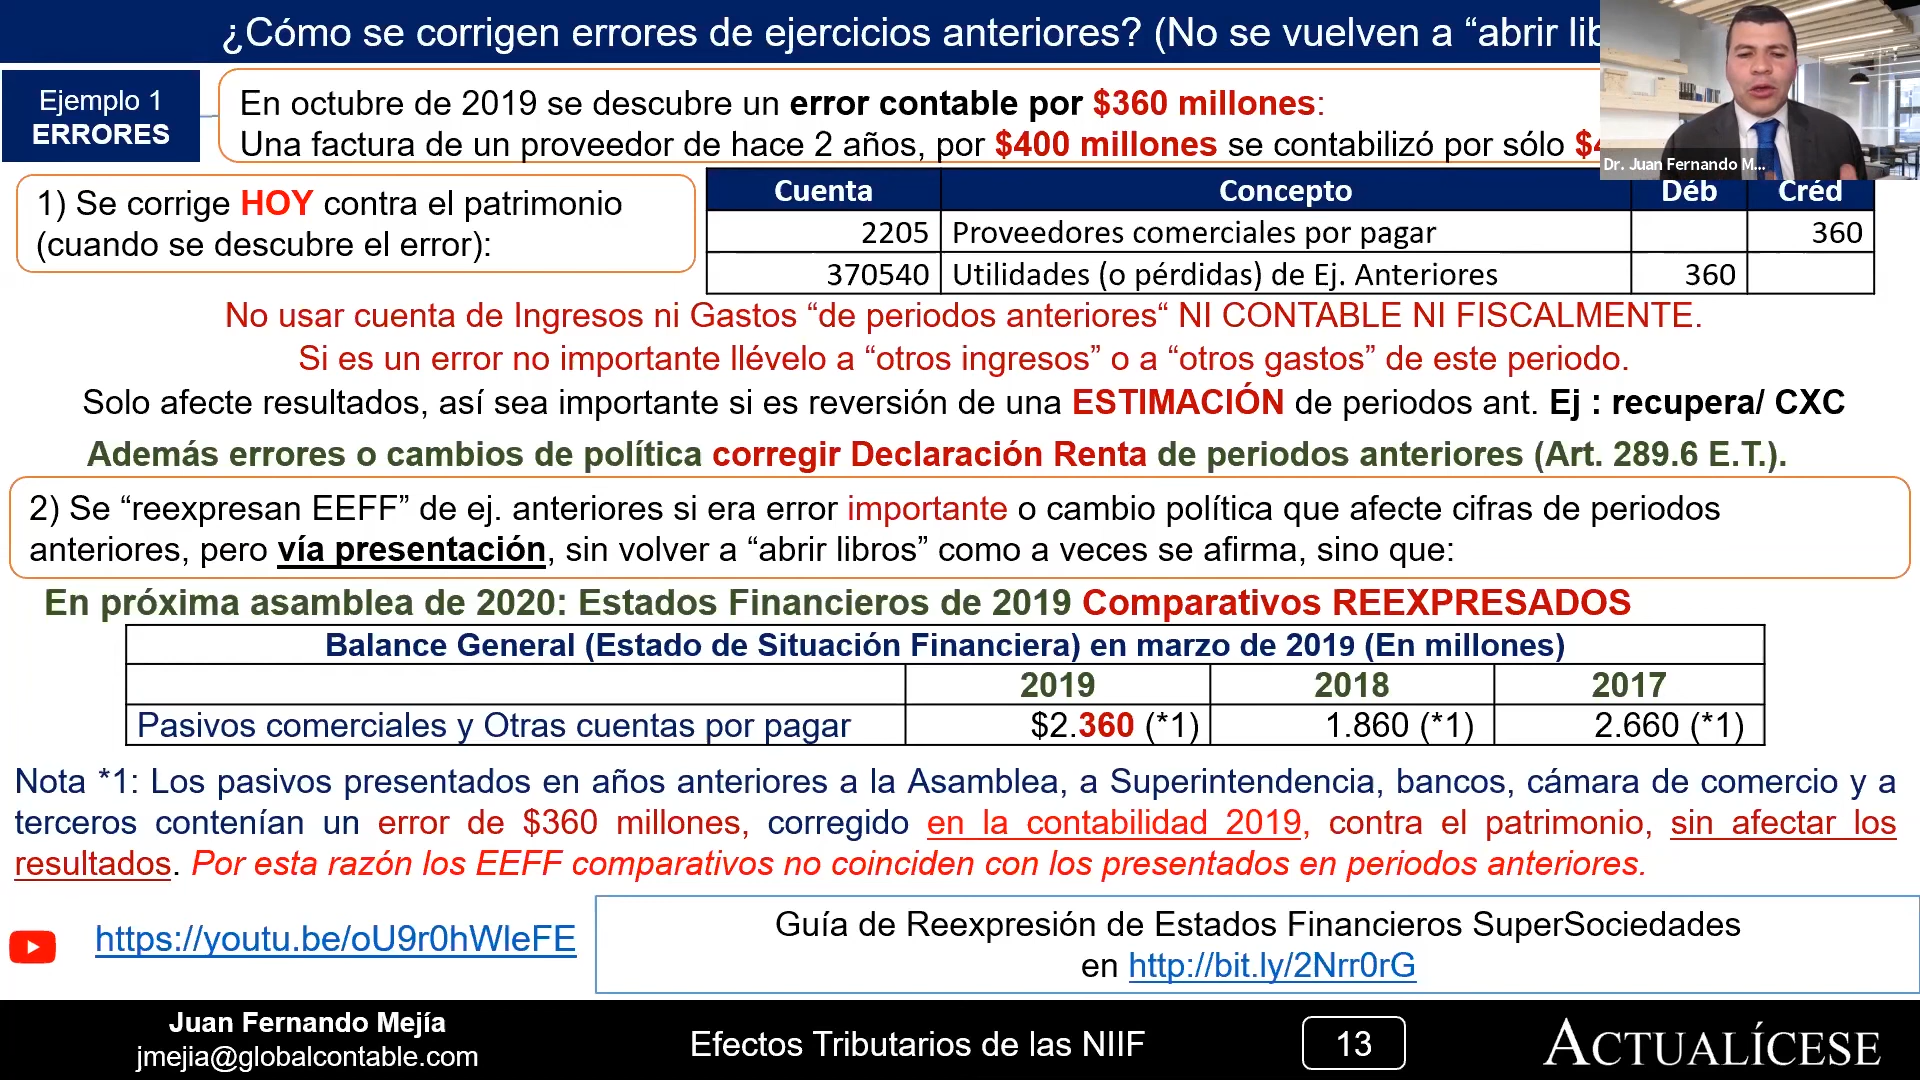 ¿Cómo se corrigen errores de ejercicios anteriores? (No se vuelven a “abrir lib
Ejemplo 1
ERRORES
En octubre de 2019 se descubre un error contable por $360 millones:
Una factura de un proveedor de hace 2 años, por $400 millones se contabilizó por sólo $4
Dr. Juan Fernando M...
1) Se corrige HOY contra el patrimonio
(cuando se descubre el error):
Cuenta Concepto Déb Créd
2205 Proveedores comerciales por pagar 360
370540 Utilidades (o pérdidas) de Ej. Anteriores 360
No usar cuenta de Ingresos ni Gastos “de periodos anteriores“ NI CONTABLE NI FISCALMENTE.
Si es un error no importante llévelo a “otros ingresos” o a “otros gastos” de este periodo.
Solo afecte resultados, así sea importante si es reversión de una ESTIMACIÓN de periodos ant. Ej : recupera/ CXC
Además errores o cambios de política corregir Declaración Renta de periodos anteriores (Art. 289.6 E.T.).
2) Se “reexpresan EEFF” de ej. anteriores si era error importante o cambio política que afecte cifras de periodos
anteriores, pero vía presentación, sin volver a “abrir libros” como a veces se afirma, sino que:
En próxima asamblea de 2020: Estados Financieros de 2019 Comparativos REEXPRESADOS
Balance General (Estado de Situación Financiera) en marzo de 2019 (En millones)
2019 2018 2017
Pasivos comerciales y Otras cuentas por pagar $2.360 (*1) 1.860 (*1) 2.660 (*1)
Nota *1: Los pasivos presentados en años anteriores a la Asamblea, a Superintendencia, bancos, cámara de comercio y a
terceros contenían un error de $360 millones, corregido en la contabilidad 2019, contra el patrimonio, sin afectar los
resultados. Por esta razón los EEFF comparativos no coinciden con los presentados en periodos anteriores.
https://youtu.be/oU9r0hWIeFE
Guía de Reexpresión de Estados Financieros SuperSociedades
en http://bit.ly/2Nrr0rG
Juan Fernando Mejía
jmejia@globalcontable.com
Efectos Tributarios de las NIIF
13
ACTUALÍCESE